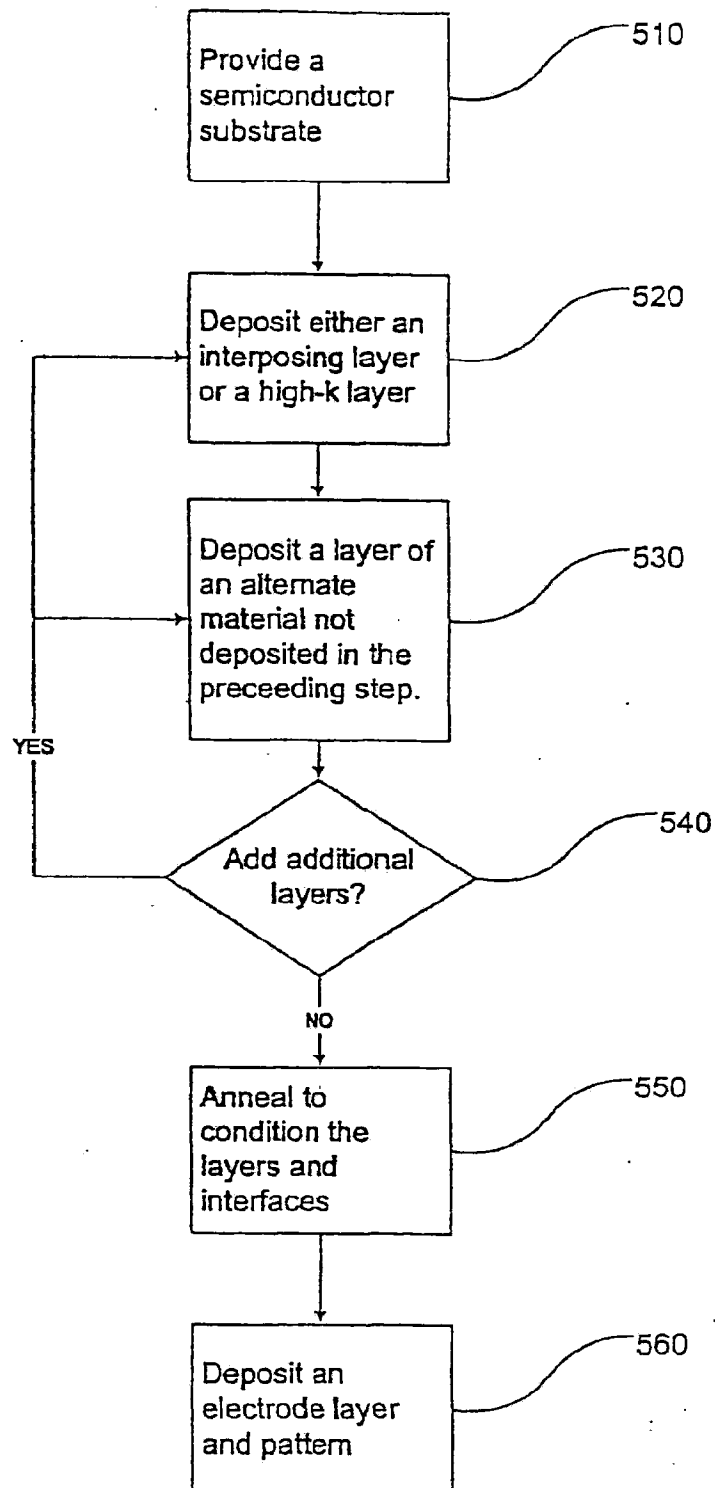 510
Provide a
semiconductor
substrate
520
Deposit either an
interposing layer
or a high-k layer
530
Deposit a layer of
an alternate
material not
deposited in the
preceeding step.
YES
540
Add additional
layers?
NO
550
Anneal to
condition the
layers and
interfaces
560
Deposit an
electrode layer
and pattern